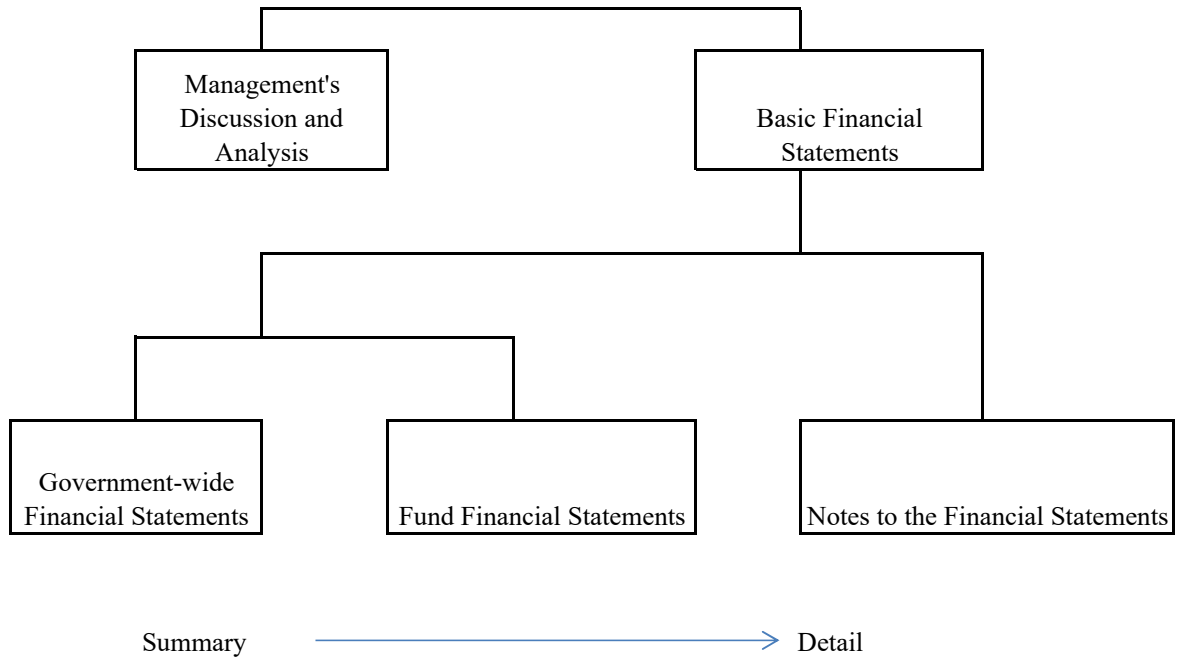 Management's
Discussion and
Analysis
Basic Financial
Statements
Government-wide
Financial Statements
Fund Financial Statements
Notes to the Financial Statements
Summary
Detail